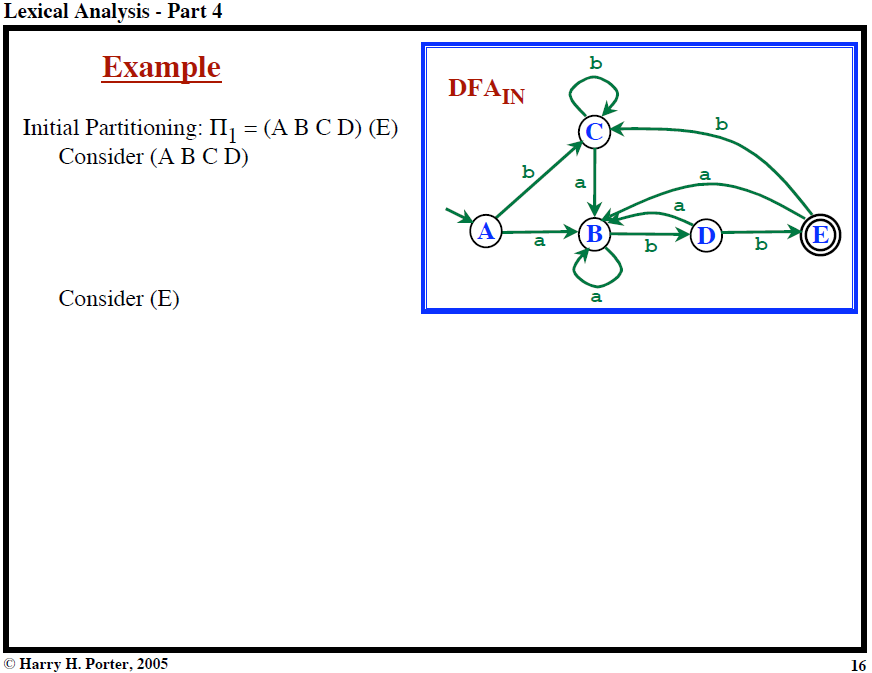 Lexical Analysis - Part 4
Example
Initial Partitioning: Π1 = (A B C D) (E)
Consider (A B C D)
Consider (E)
DFAIN
b
C
b
b
a
a
a
A
B
D
E
a
b
b
a
© Harry H. Porter, 2005
16